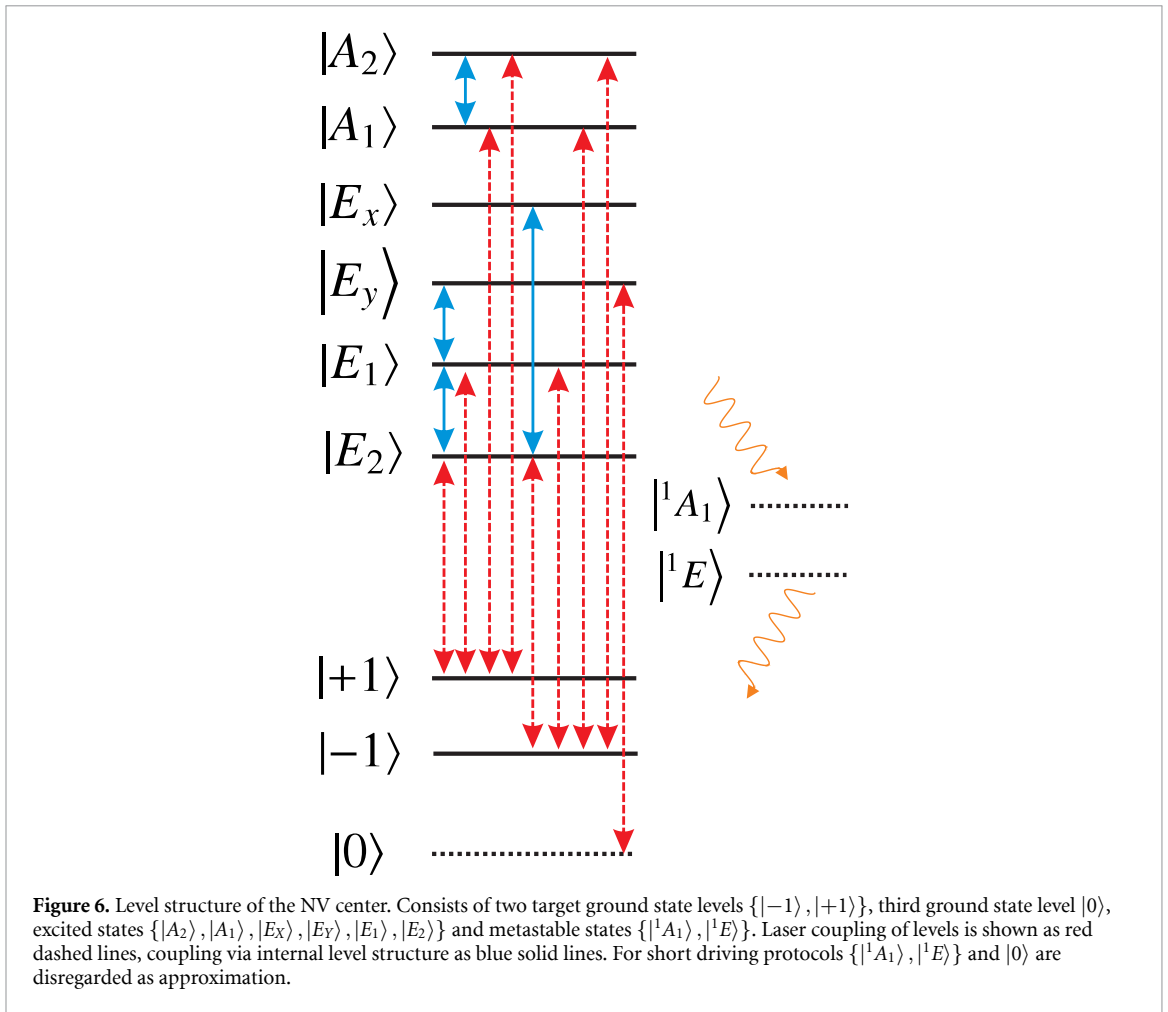 |A₂⟩
|A₁⟩
|Eₓ⟩
|E_y⟩
|E₁⟩
|E₂⟩
|¹A₁⟩
|¹E⟩
|+1⟩
|−1⟩
|0⟩
Figure 6. Level structure of the NV center. Consists of two target ground state levels {|−1⟩, |+1⟩}, third ground state level |0⟩,
excited states {|A₂⟩, |A₁⟩, |E_X⟩, |E_Y⟩, |E₁⟩, |E₂⟩} and metastable states {|¹A₁⟩, |¹E⟩}. Laser coupling of levels is shown as red
dashed lines, coupling via internal level structure as blue solid lines. For short driving protocols {|¹A₁⟩, |¹E⟩} and |0⟩ are
disregarded as approximation.